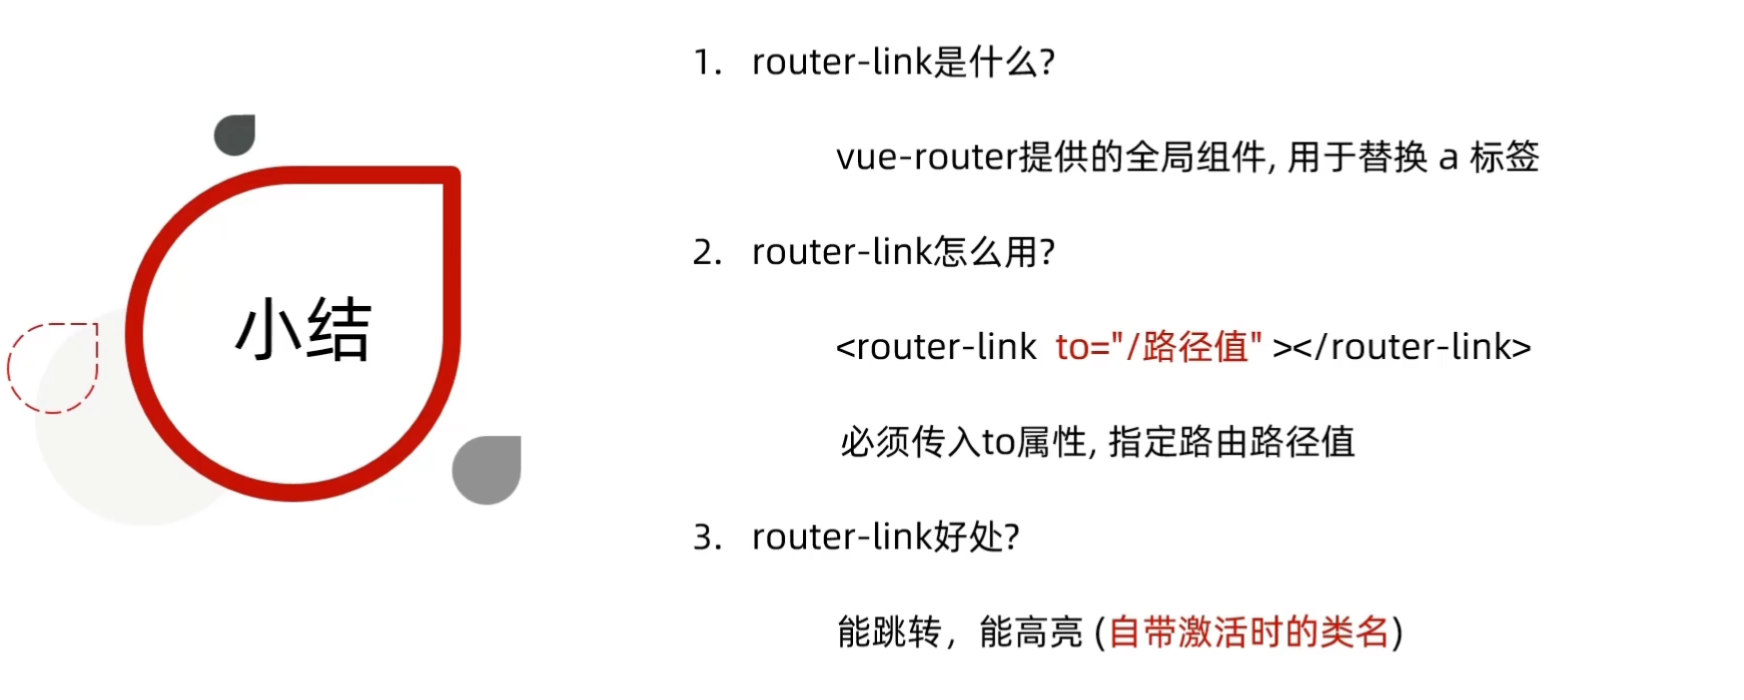 小结
1. router-link是什么?
vue-router提供的全局组件, 用于替换 a 标签
2. router-link怎么用?
<router-link to="/路径值" ></router-link>
必须传入to属性, 指定路由路径值
3. router-link好处?
能跳转，能高亮 (自带激活时的类名)